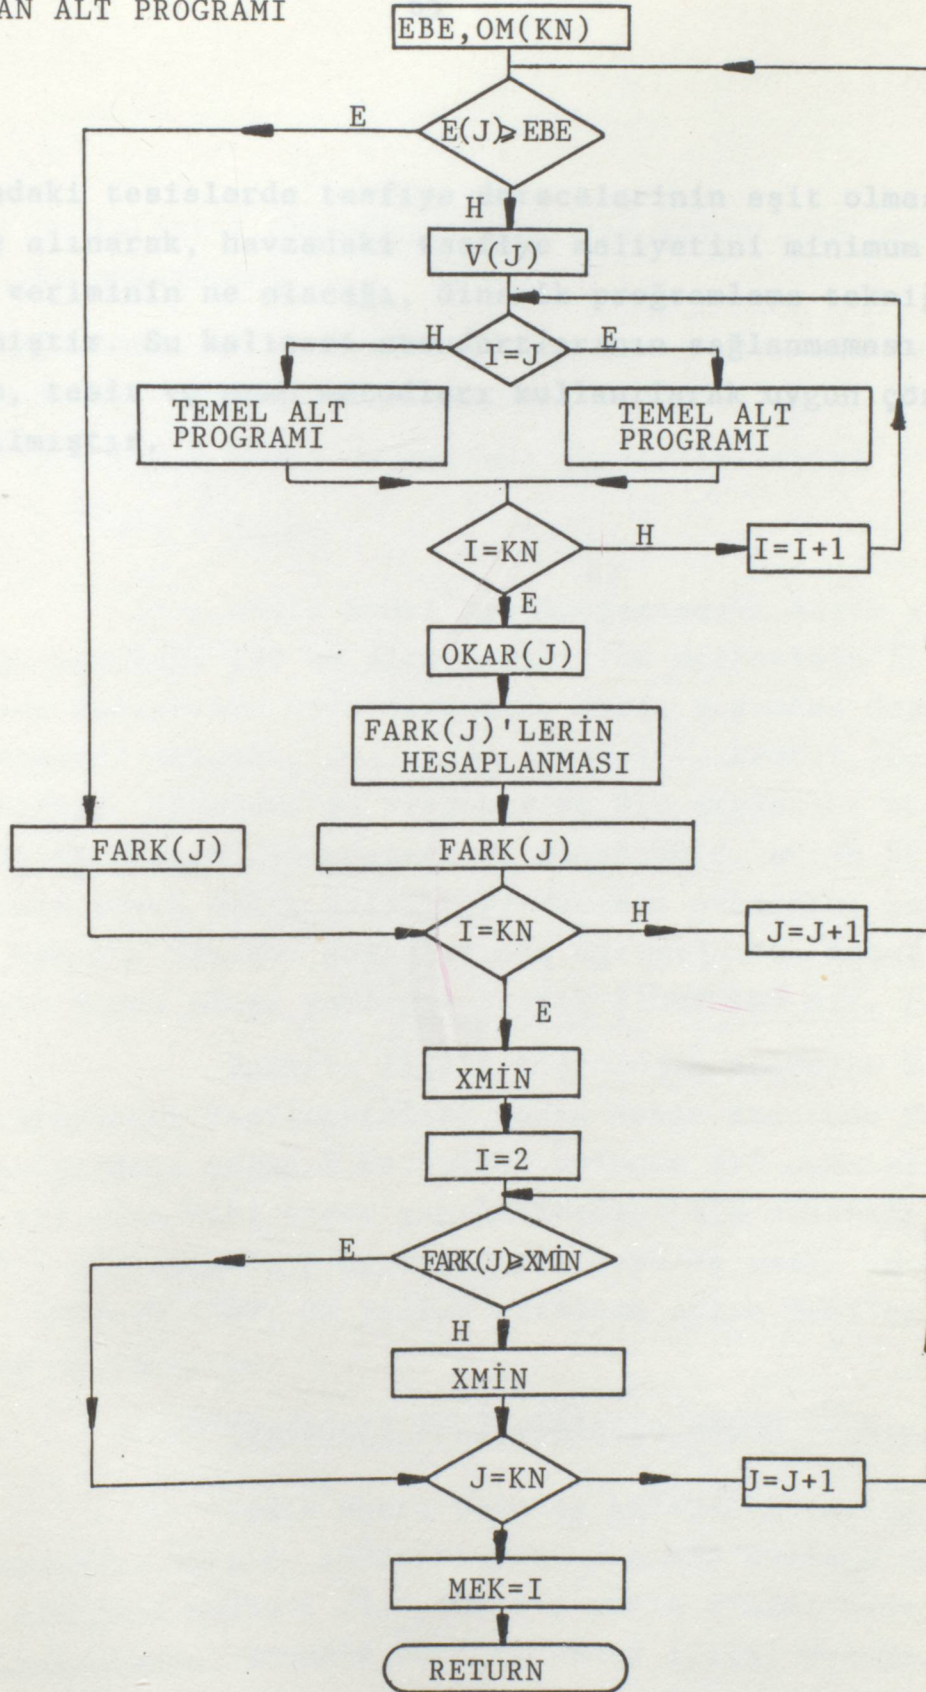 AN ALT PROGRAMI
EBE,OM(KN)
E
E(J)⩾EBE
H
V(J)
H
I=J
E
TEMEL ALT
PROGRAMI
TEMEL ALT
PROGRAMI
I=KN
H
I=I+1
E
OKAR(J)
FARK(J)'LERİN
HESAPLANMASI
FARK(J)
FARK(J)
I=KN
H
J=J+1
E
XMİN
I=2
E
FARK(J)⩾XMİN
H
XMİN
J=KN
J=J+1
MEK=I
RETURN